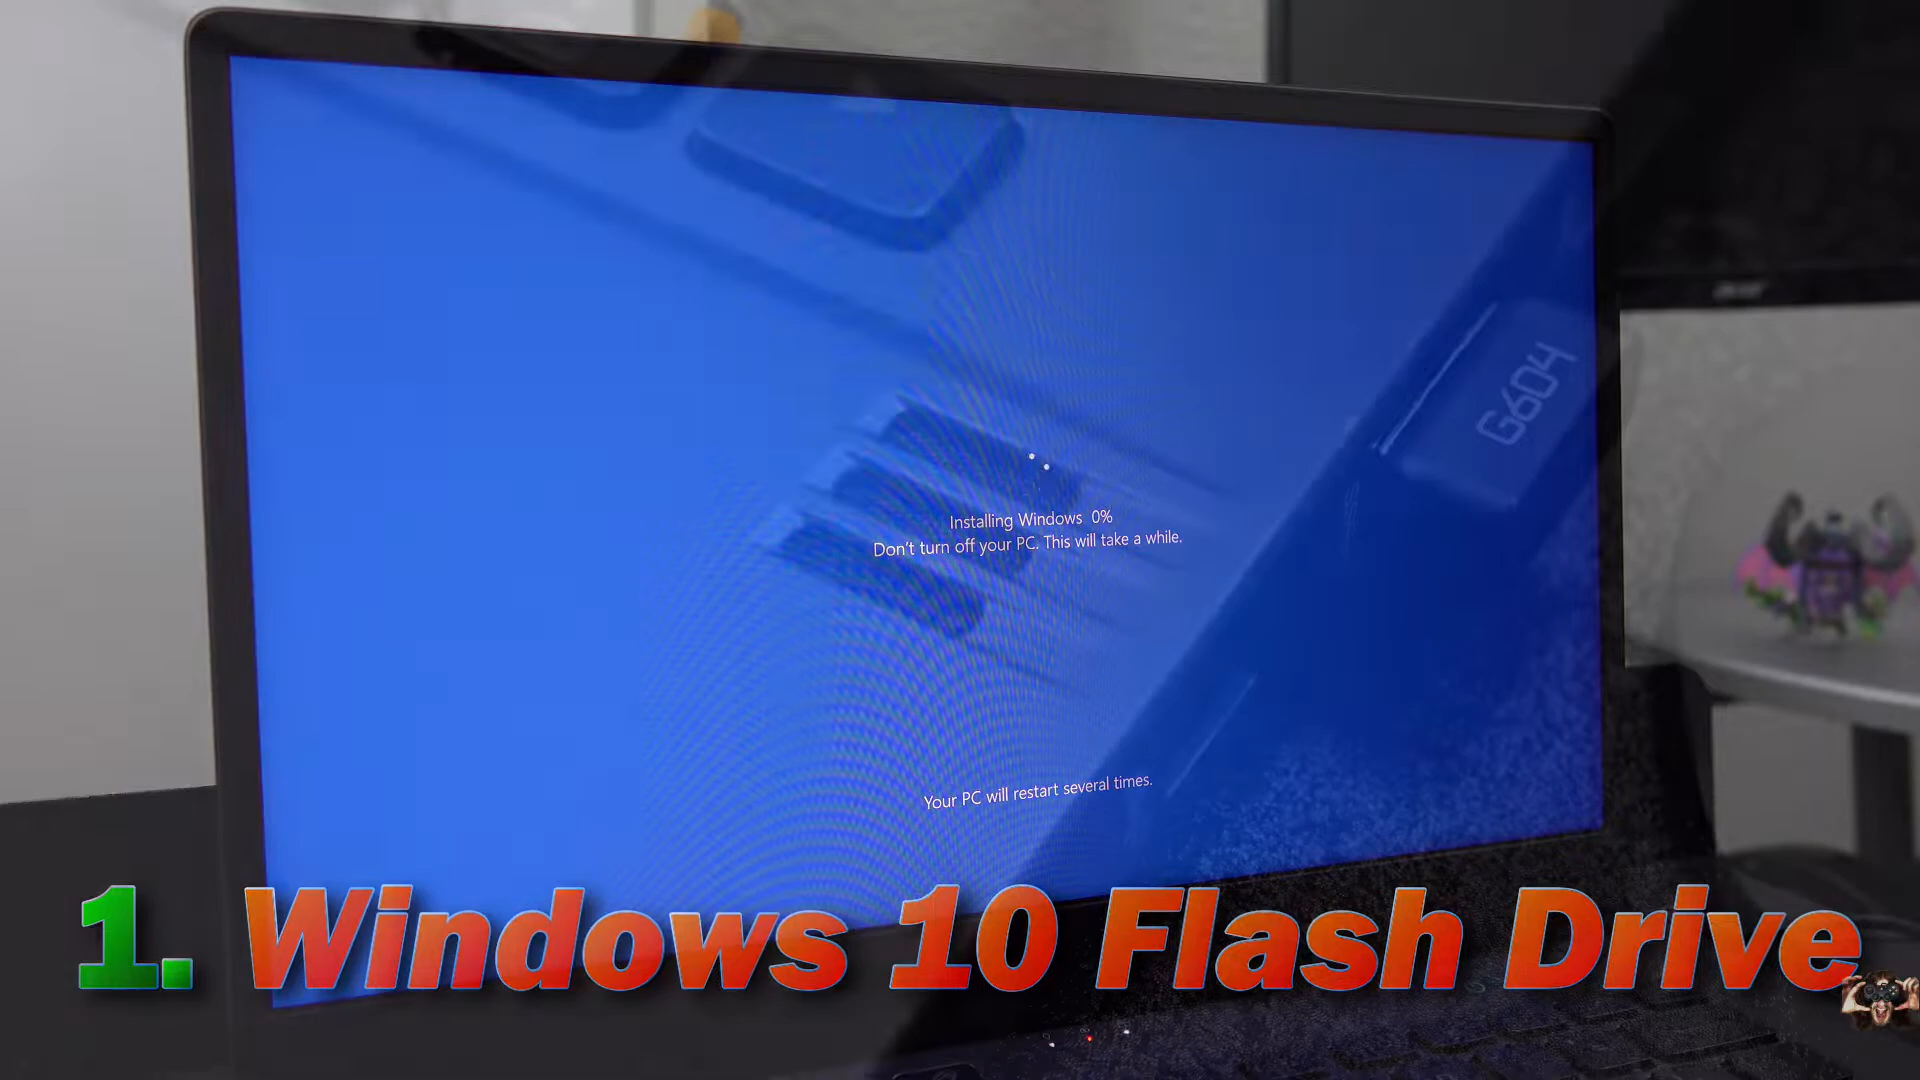 G604
Installing Windows 0%
Don't turn off your PC. This will take a while.
Your PC will restart several times.
1. Windows 10 Flash Drive